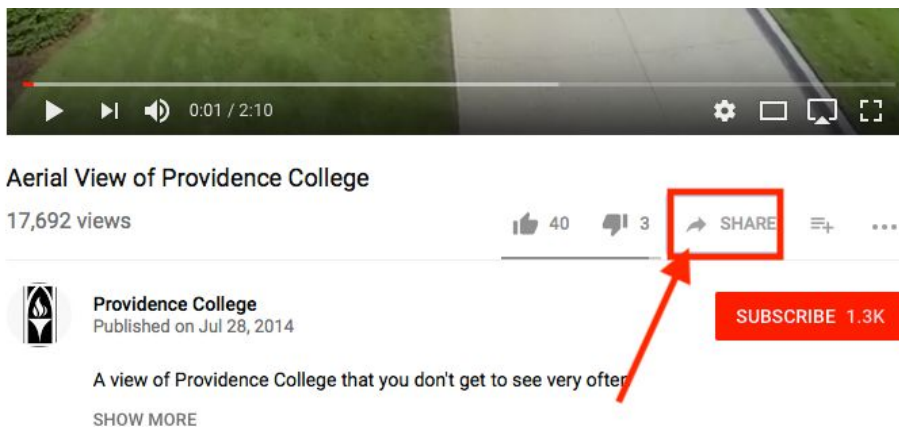 0:01 / 2:10
Aerial View of Providence College
17,692 views
40 3 SHARE
Providence College
Published on Jul 28, 2014
SUBSCRIBE 1.3K
A view of Providence College that you don't get to see very often
SHOW MORE